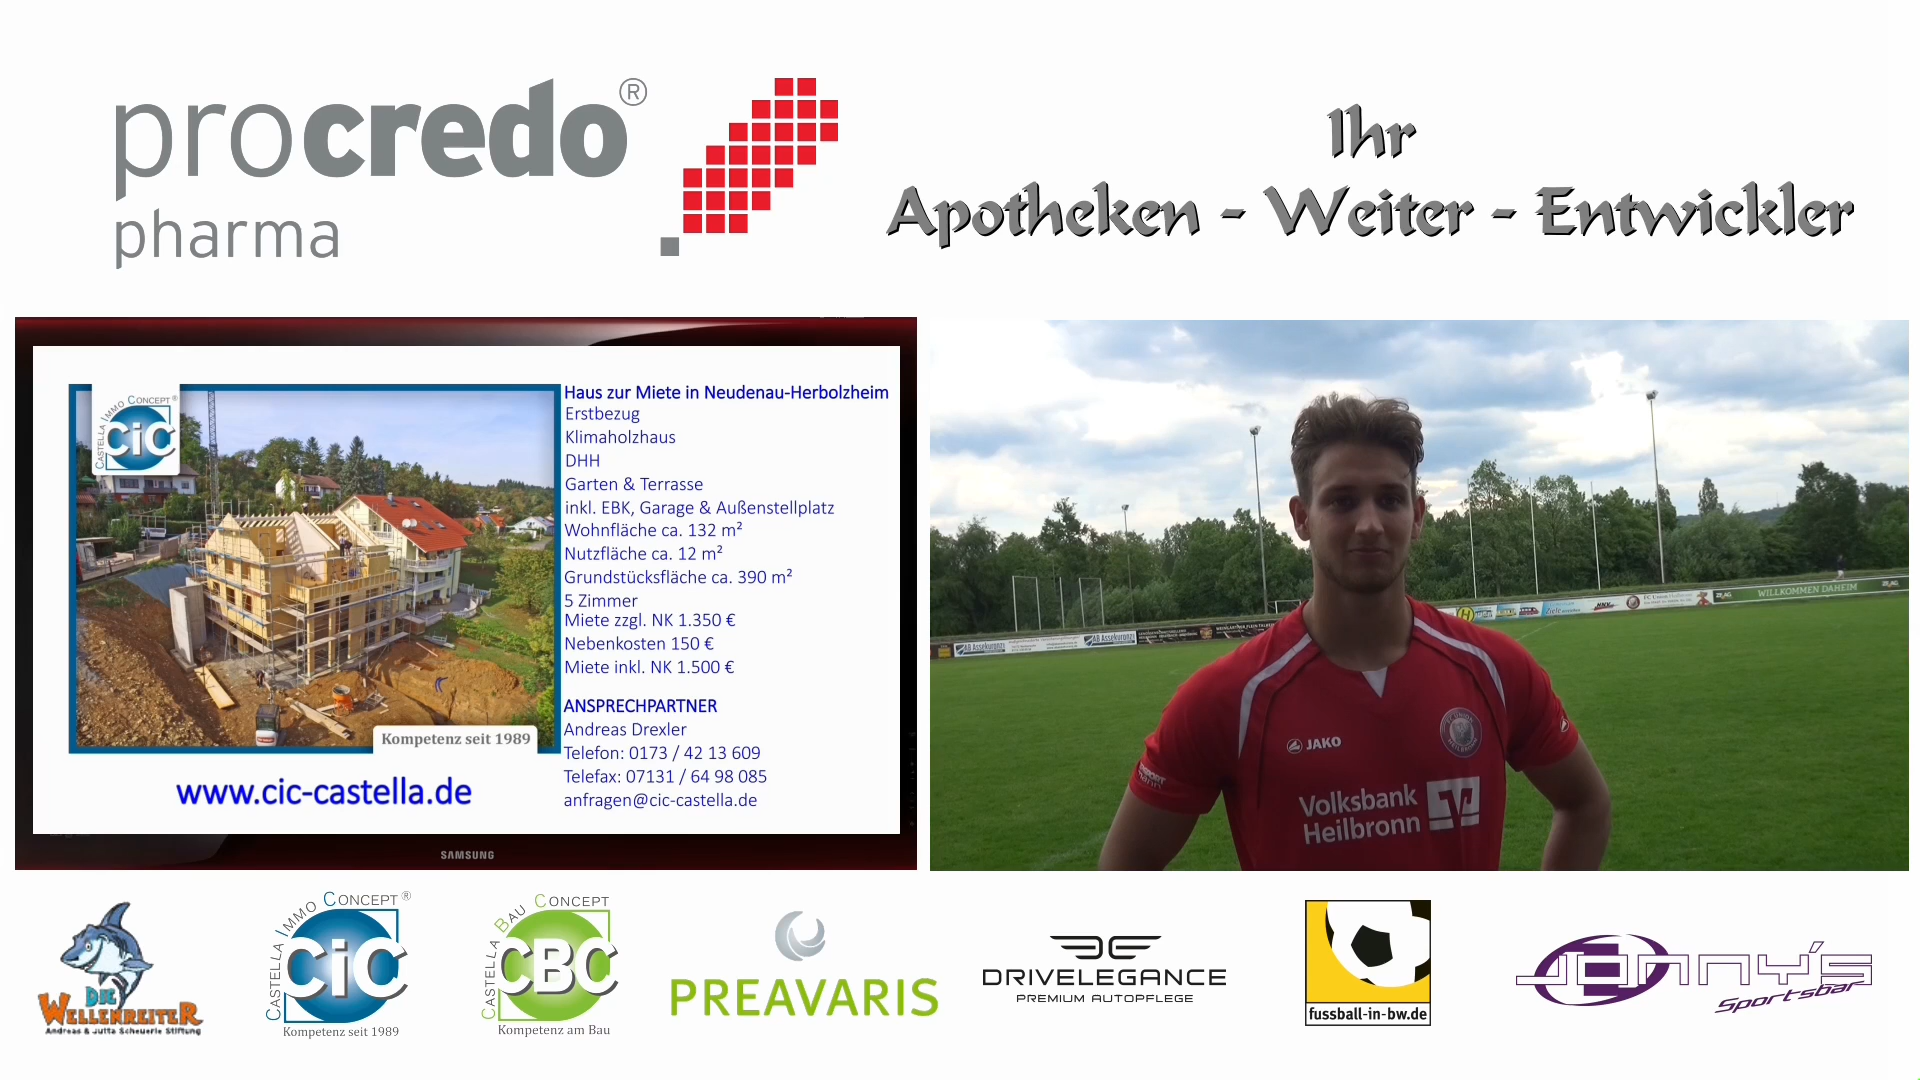 procredo®
pharma
Ihr
Apotheken - Weiter - Entwickler
CASTELLA IMMO CONCEPT®
CiC
Kompetenz seit 1989
www.cic-castella.de
Haus zur Miete in Neudenau-Herbolzheim
Erstbezug
Klimaholzhaus
DHH
Garten & Terrasse
inkl. EBK, Garage & Außenstellplatz
Wohnfläche ca. 132 m²
Nutzfläche ca. 12 m²
Grundstücksfläche ca. 390 m²
5 Zimmer
Miete zzgl. NK 1.350 €
Nebenkosten 150 €
Miete inkl. NK 1.500 €
ANSPRECHPARTNER
Andreas Drexler
Telefon: 0173 / 42 13 609
Telefax: 07131 / 64 98 085
anfragen@cic-castella.de
SAMSUNG
AB Assekuranz
AB Assekuranz
WILLKOMMEN DAHEIM
JAKO
Volksbank
Heilbronn
DIE
WELLENREITER
Andreas & Jutta Scheuerle Stiftung
CASTELLA IMMO CONCEPT®
CiC
Kompetenz seit 1989
CASTELLA BAU CONCEPT
CBC
Kompetenz am Bau
PREAVARIS
DRIVELEGANCE
PREMIUM AUTOPFLEGE
fussball-in-bw.de
JONNY'S
Sportsbar